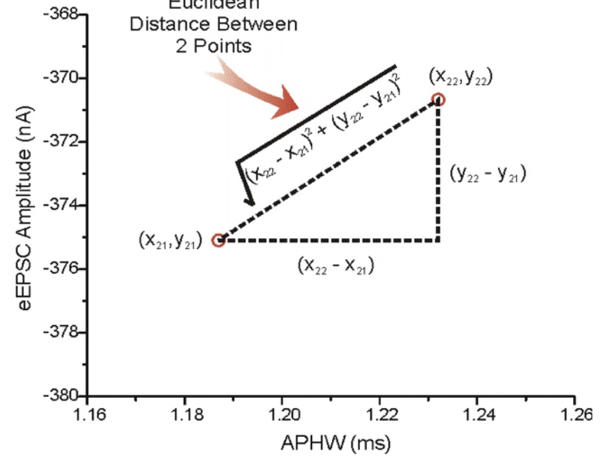 Euclidean
Distance Between
2 Points
-368
-370
-372
-374
-376
-378
-380
eEPSC Amplitude (nA)
(x₂₂,y₂₂)
(x₂₂ - x₂₁)² + (y₂₂ - y₂₁)²
(y₂₂ - y₂₁)
(x₂₁,y₂₁)
(x₂₂ - x₂₁)
1.16 1.18 1.20 1.22 1.24 1.26
APHW (ms)